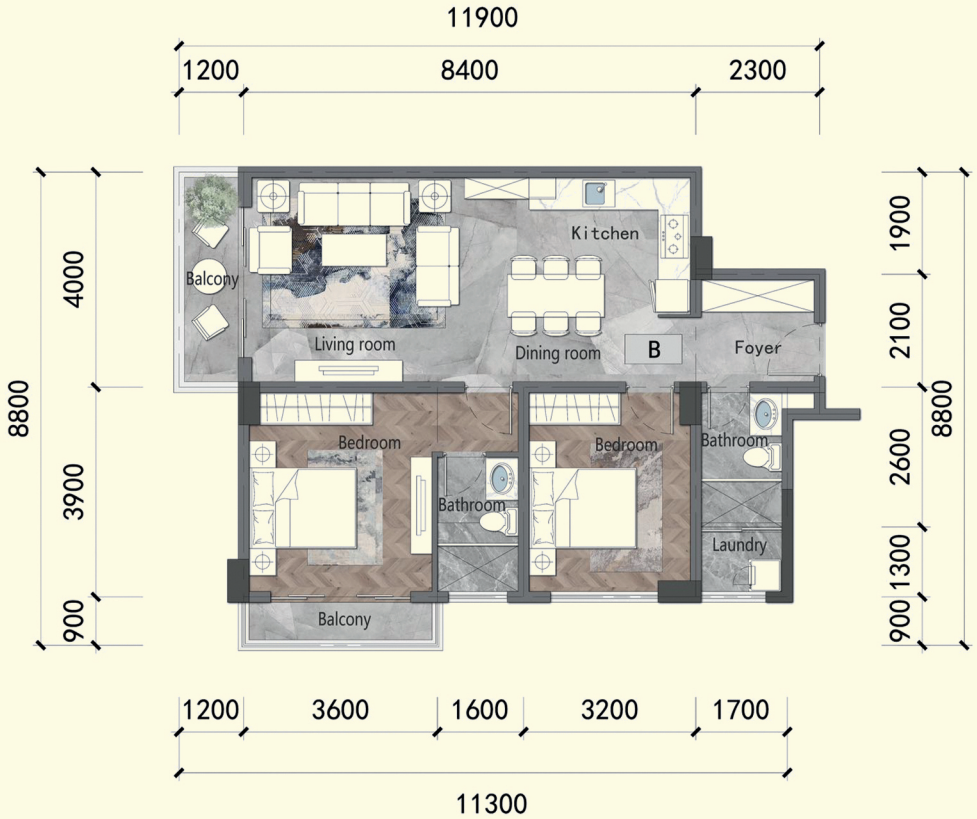 11900
1200 8400 2300
Kitchen
Balcony
Living room
Dining room
B
Foyer
Bedroom
Bedroom
Bathroom
Bathroom
Laundry
Balcony
8800
4000
3900
900
1900
2100
2600
1300
900
8800
1200 3600 1600 3200 1700
11300